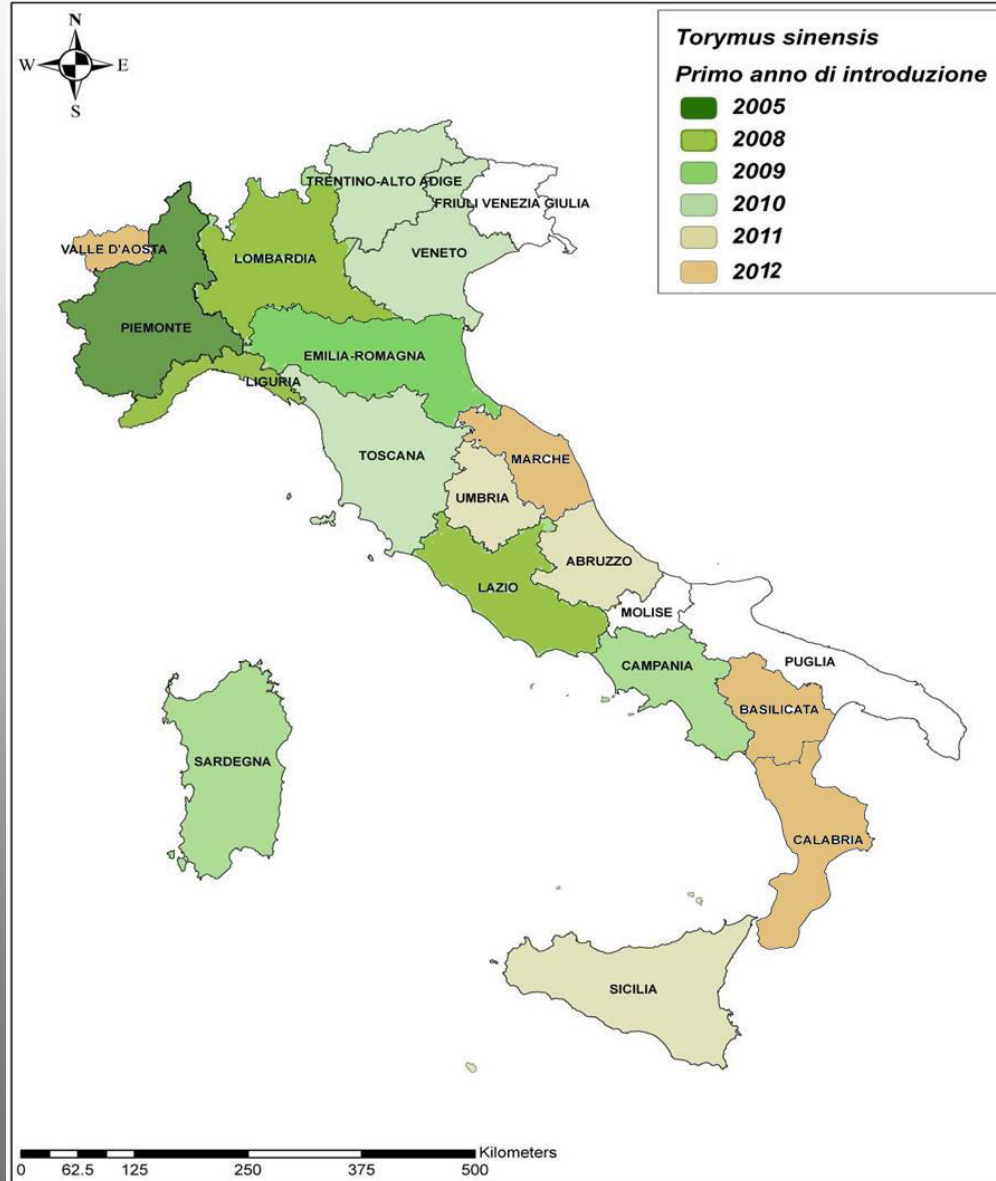 N
W E
S
Torymus sinensis
Primo anno di introduzione
2005
2008
2009
2010
2011
2012
TRENTINO-ALTO ADIGE
FRIULI VENEZIA GIULIA
VALLE D'AOSTA
LOMBARDIA
VENETO
PIEMONTE
EMILIA-ROMAGNA
LIGURIA
TOSCANA
MARCHE
UMBRIA
ABRUZZO
LAZIO
MOLISE
CAMPANIA
PUGLIA
BASILICATA
SARDEGNA
CALABRIA
SICILIA
Kilometers
0 62.5 125 250 375 500